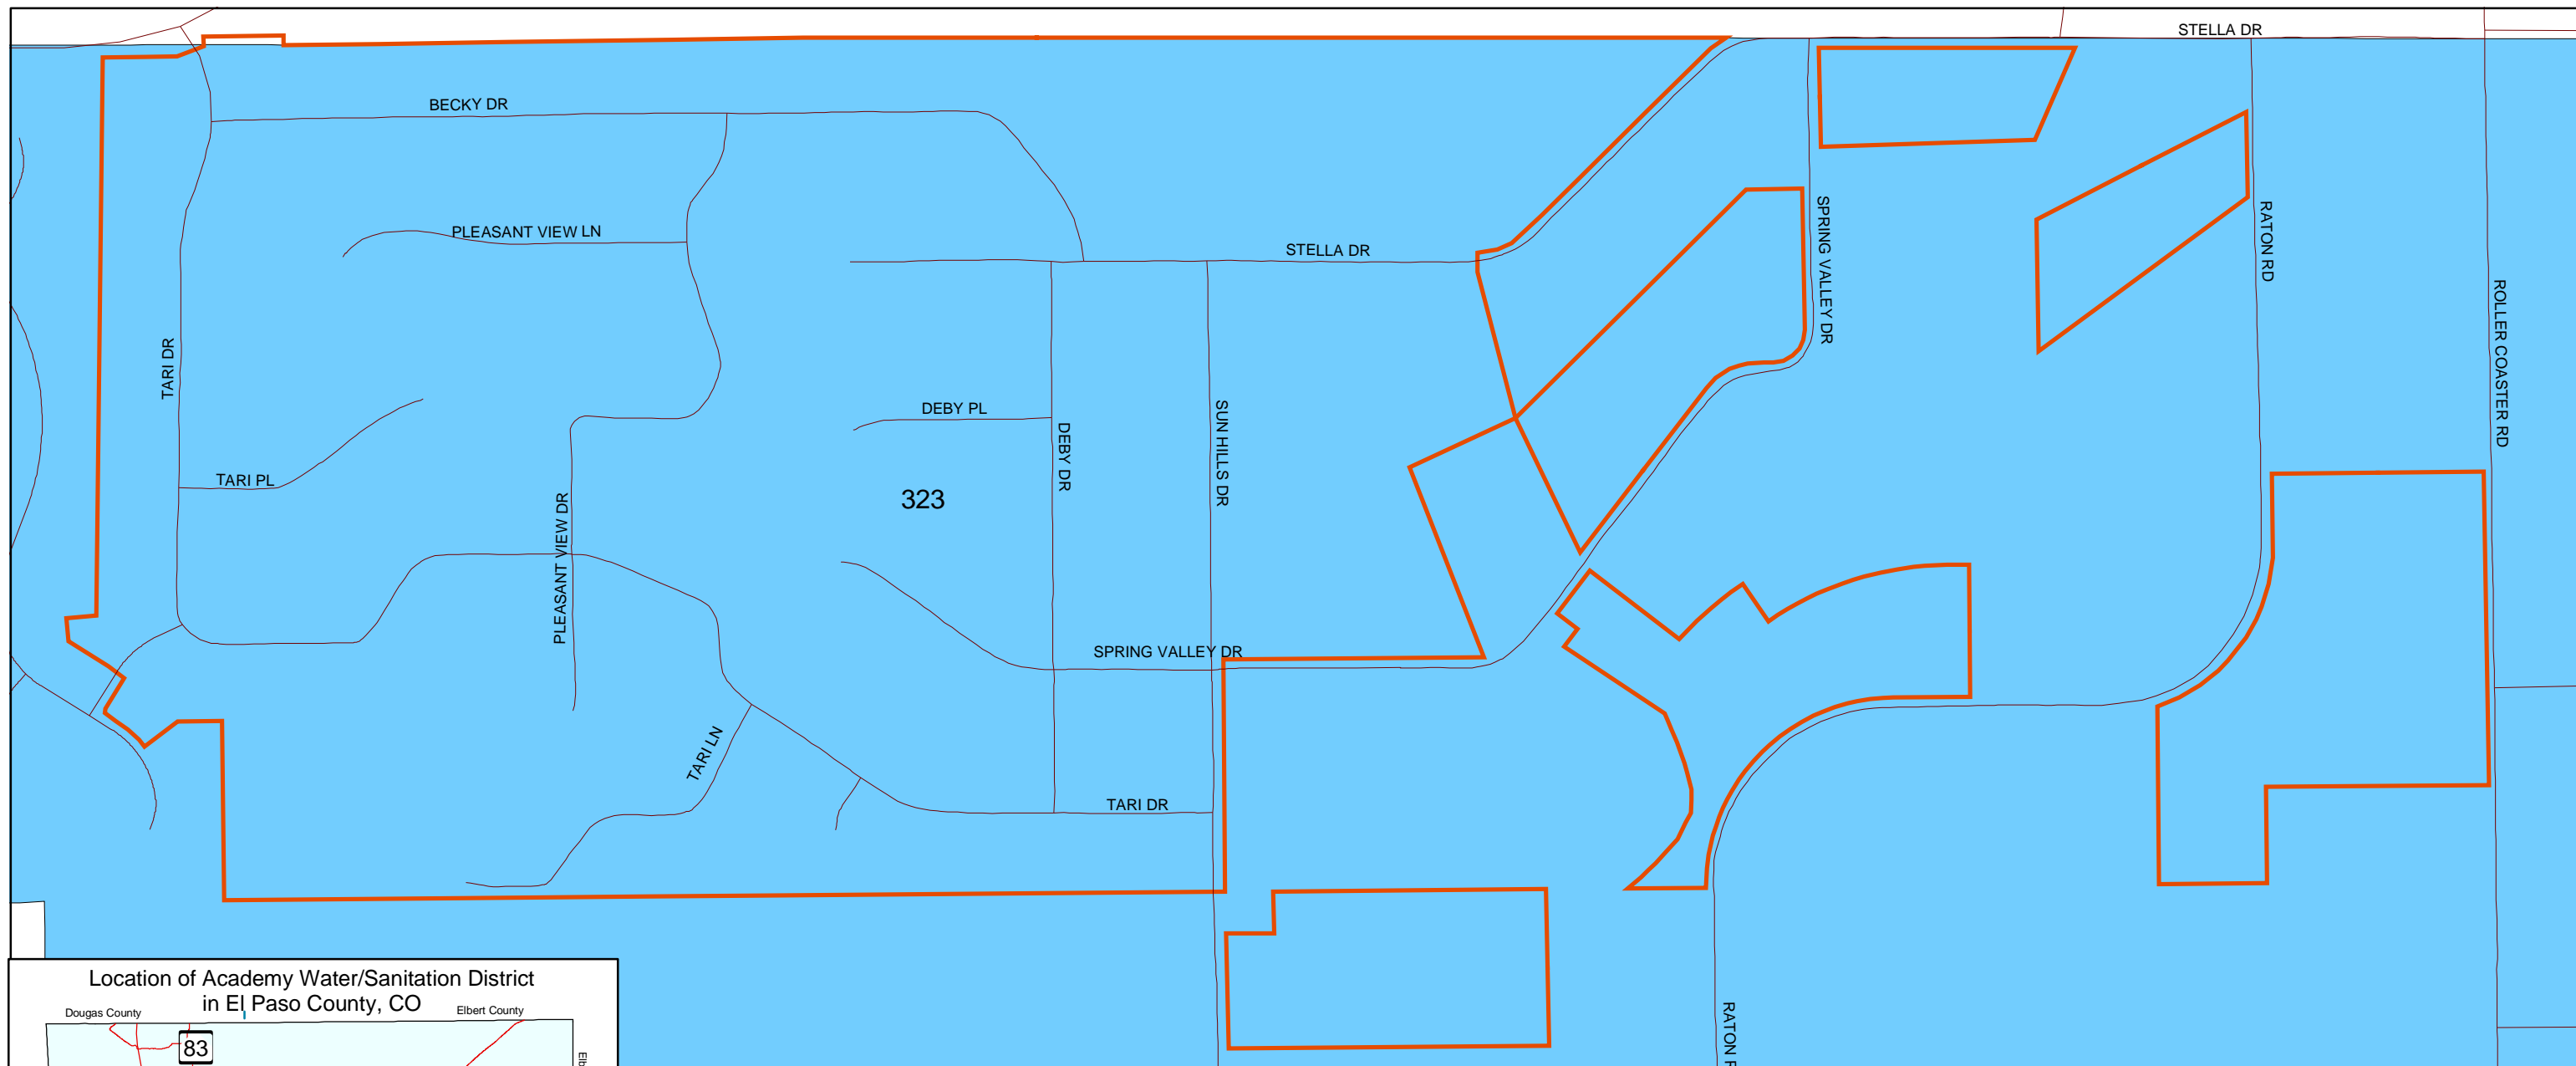 STELLA DR
BECKY DR
PLEASANT VIEW LN
STELLA DR
SPRING VALLEY DR
RATON RD
ROLLER COASTER RD
TARI DR
DEBY PL
DEBY DR
SUN HILLS DR
TARI PL
323
PLEASANT VIEW DR
SPRING VALLEY DR
TARI LN
TARI DR
RATON R
Location of Academy Water/Sanitation District
in El Paso County, CO
Dougas County
Elbert County
83